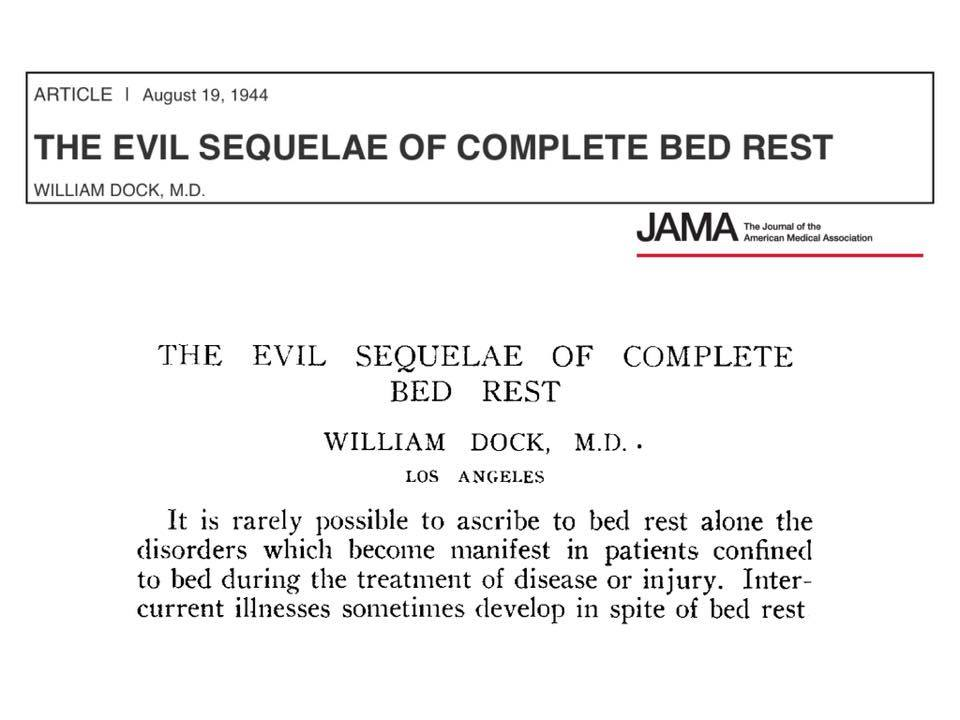 ARTICLE | August 19, 1944
THE EVIL SEQUELAE OF COMPLETE BED REST
WILLIAM DOCK, M.D.
JAMA The Journal of the
American Medical Association
THE EVIL SEQUELAE OF COMPLETE
BED REST
WILLIAM DOCK, M.D.
LOS ANGELES
It is rarely possible to ascribe to bed rest alone the
disorders which become manifest in patients confined
to bed during the treatment of disease or injury. Inter-
current illnesses sometimes develop in spite of bed rest